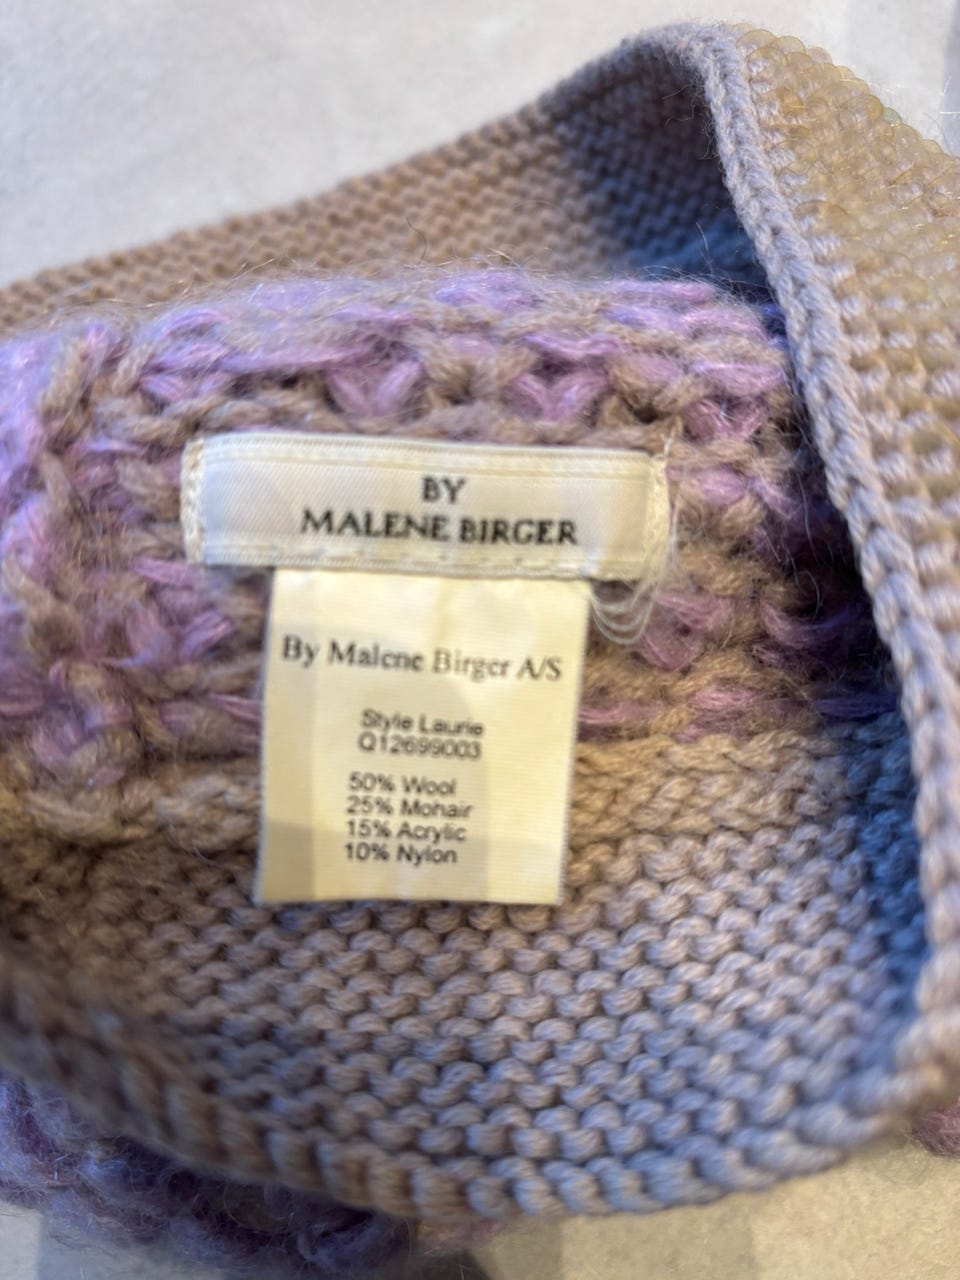 BY
MALENE BIRGER
By Malene Birger A/S
Style Laurie
Q12699003
50% Wool
25% Mohair
15% Acrylic
10% Nylon